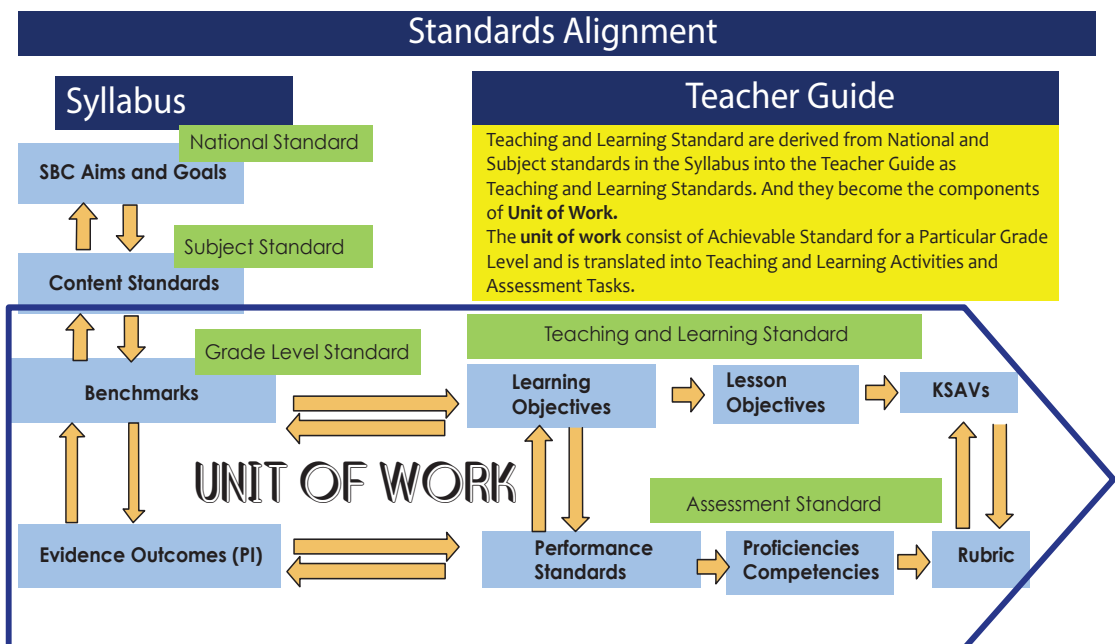 Standards Alignment
Syllabus
National Standard
SBC Aims and Goals
Subject Standard
Content Standards
Grade Level Standard
Benchmarks
Evidence Outcomes (PI)
UNIT OF WORK
Teacher Guide
Teaching and Learning Standard are derived from National and
Subject standards in the Syllabus into the Teacher Guide as
Teaching and Learning Standards. And they become the components
of Unit of Work.
The unit of work consist of Achievable Standard for a Particular Grade
Level and is translated into Teaching and Learning Activities and
Assessment Tasks.
Teaching and Learning Standard
Learning
Objectives
Lesson
Objectives
KSAVs
Assessment Standard
Performance
Standards
Proficiencies
Competencies
Rubric